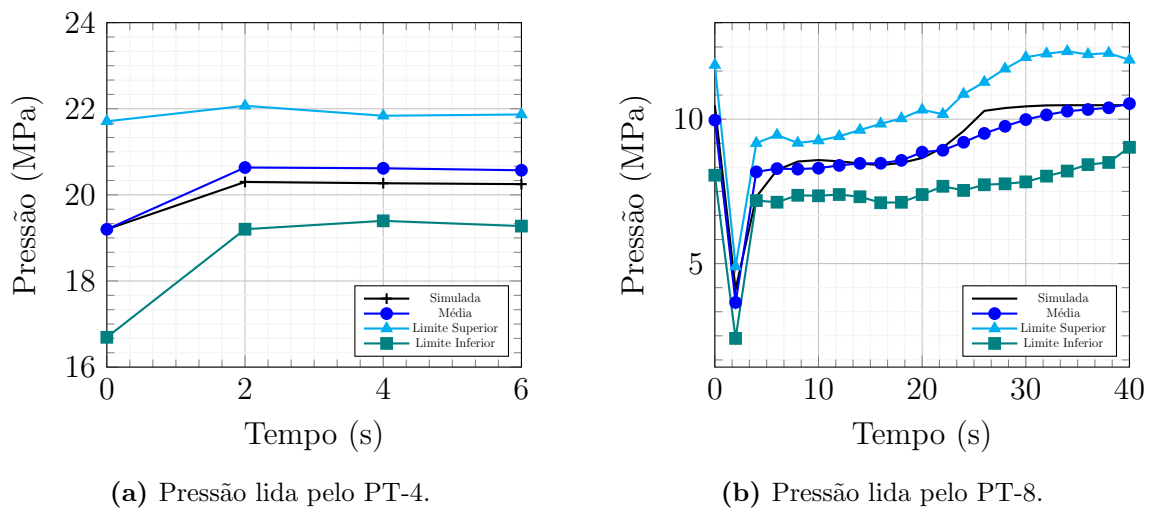 24
22
20
18
16
Pressão (MPa)
Simulada
Média
Limite Superior
Limite Inferior
0 2 4 6
Tempo (s)
(a) Pressão lida pelo PT-4.
10
5
Pressão (MPa)
Simulada
Média
Limite Superior
Limite Inferior
0 10 20 30 40
Tempo (s)
(b) Pressão lida pelo PT-8.